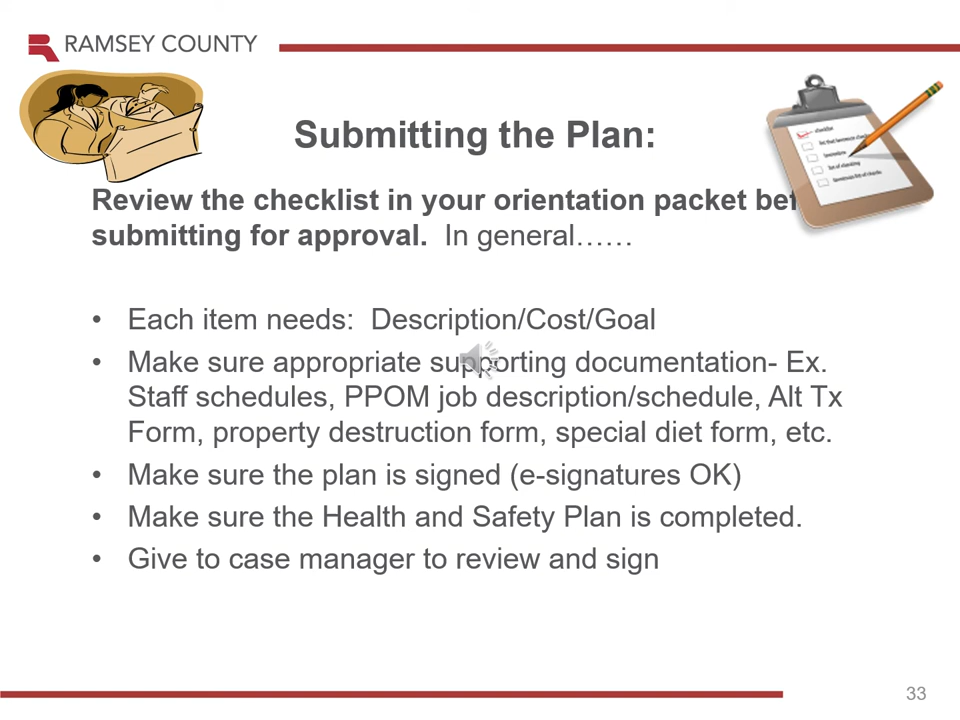 RAMSEY COUNTY
Submitting the Plan:
checklist
Review the checklist in your orientation packet
submitting for approval.  In general……
• Each item needs:  Description/Cost/Goal
• Make sure appropriate supporting documentation- Ex.
Staff schedules, PPOM job description/schedule, Alt Tx
Form, property destruction form, special diet form, etc.
• Make sure the plan is signed (e-signatures OK)
• Make sure the Health and Safety Plan is completed.
• Give to case manager to review and sign
33